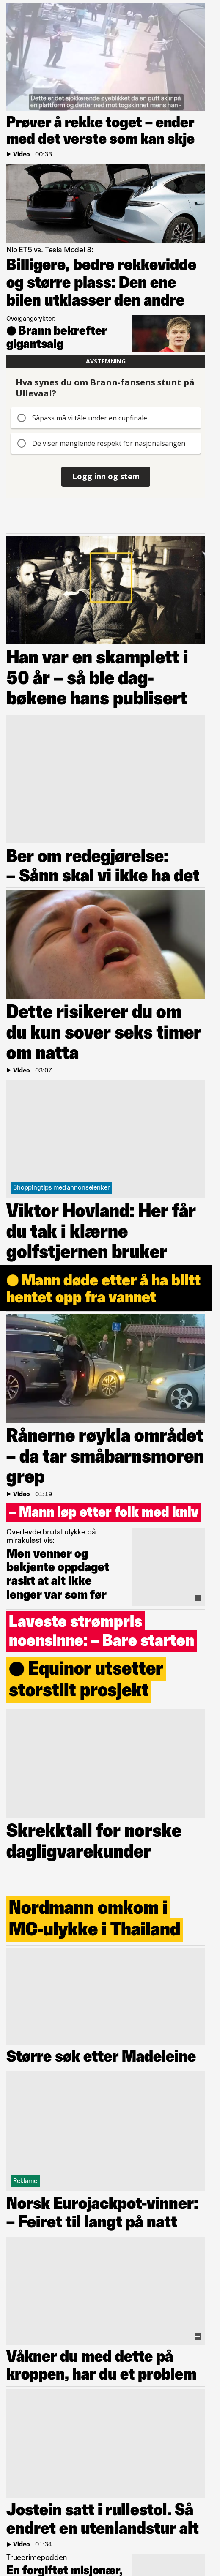 Dette er det sjokkerende øyeblikket da en gutt sklir på
en plattform og detter ned mot togskinnet mens han –
Prøver å rekke toget – ender
med det verste som kan skje
Video | 00:33
Nio ET5 vs. Tesla Model 3:
Billigere, bedre rekkevidde
og større plass: Den ene
bilen utklasser den andre
Overgangsrykter:
Brann bekrefter
gigantsalg
AVSTEMNING
Hva synes du om Brann-fansens stunt på
Ullevaal?
Såpass må vi tåle under en cupfinale
De viser manglende respekt for nasjonalsangen
Logg inn og stem
Han var en skamplett i
50 år – så ble dag-
bøkene hans publisert
Ber om redegjørelse:
– Sånn skal vi ikke ha det
Dette risikerer du om
du kun sover seks timer
om natta
Video | 03:07
Shoppingtips med annonselenker
Viktor Hovland: Her får
du tak i klærne
golfstjernen bruker
Mann døde etter å ha blitt
hentet opp fra vannet
Rånerne røykla området
– da tar småbarnsmoren
grep
Video | 01:19
– Mann løp etter folk med kniv
Overlevde brutal ulykke på
mirakuløst vis:
Men venner og
bekjente oppdaget
raskt at alt ikke
lenger var som før
Laveste strømpris
noensinne: – Bare starten
Equinor utsetter
storstilt prosjekt
Skrekktall for norske
dagligvarekunder
Nordmann omkom i
MC-ulykke i Thailand
Større søk etter Madeleine
Reklame
Norsk Eurojackpot-vinner:
– Feiret til langt på natt
Våkner du med dette på
kroppen, har du et problem
Jostein satt i rullestol. Så
endret en utenlandstur alt
Video | 01:34
Truecrimepodden
En forgiftet misjonær,